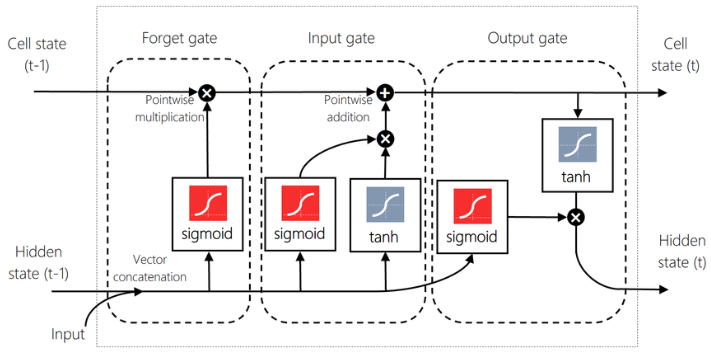 Forget gate
Input gate
Output gate
Cell state
(t-1)
Cell
state (t)
Pointwise
multiplication
Pointwise
addition
tanh
sigmoid
sigmoid
tanh
sigmoid
Hidden
state (t-1)
Vector
concatenation
Hidden
state (t)
Input